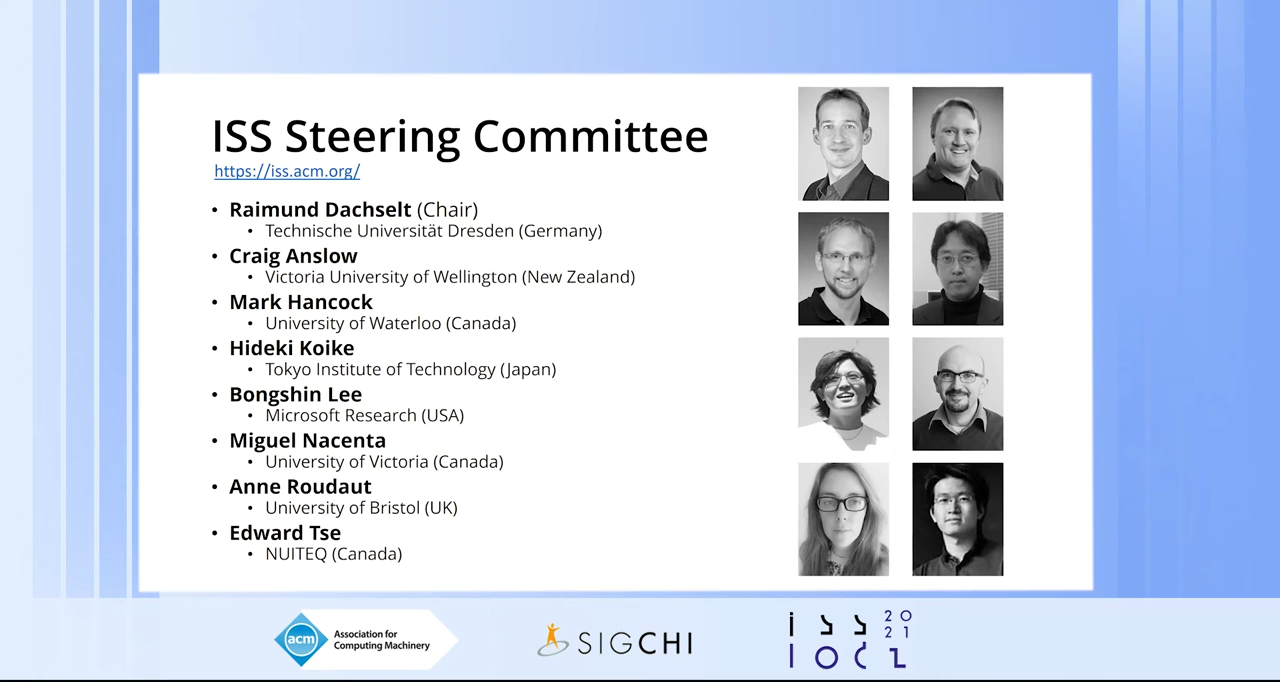 ISS Steering Committee
https://iss.acm.org/
• Raimund Dachselt (Chair)
• Technische Universität Dresden (Germany)
• Craig Anslow
• Victoria University of Wellington (New Zealand)
• Mark Hancock
• University of Waterloo (Canada)
• Hideki Koike
• Tokyo Institute of Technology (Japan)
• Bongshin Lee
• Microsoft Research (USA)
• Miguel Nacenta
• University of Victoria (Canada)
• Anne Roudaut
• University of Bristol (UK)
• Edward Tse
• NUITEQ (Canada)
acm
Association for
Computing Machinery
SIGCHI
iss 20
21